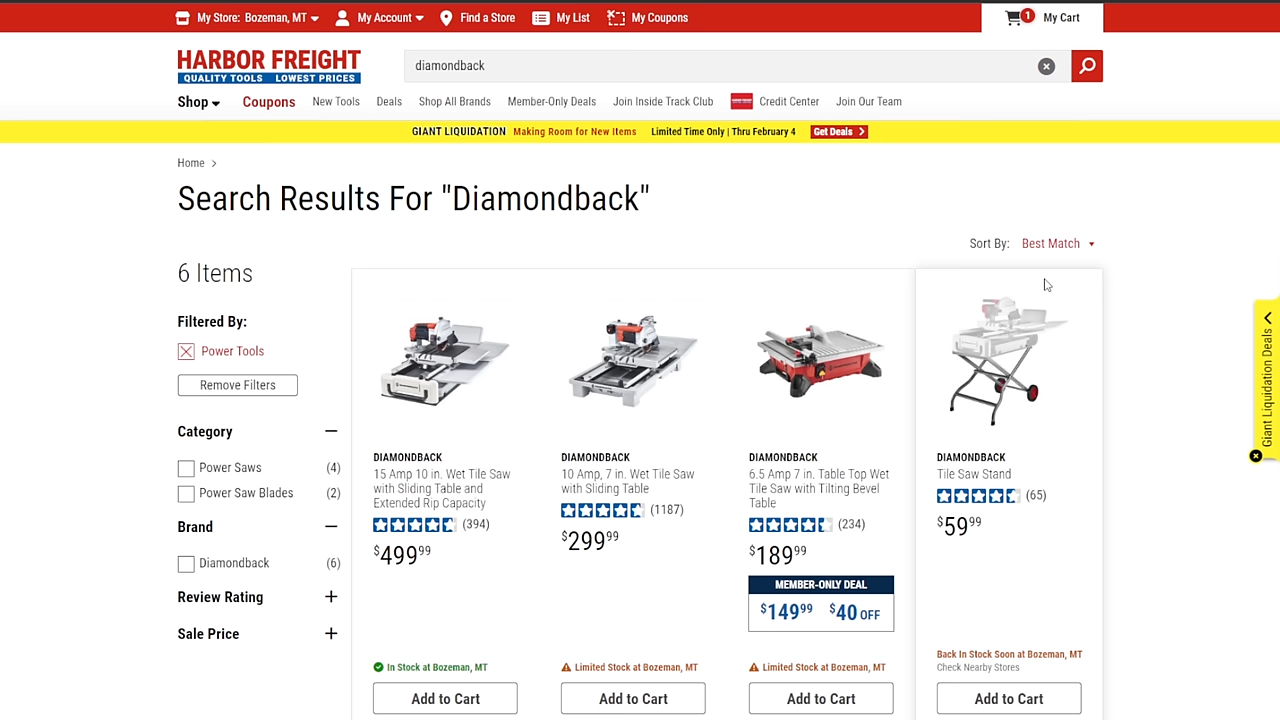 My Store: Bozeman, MT
My Account
Find a Store
My List
My Coupons
1
My Cart
HARBOR FREIGHT
QUALITY TOOLS LOWEST PRICES
diamondback
Shop
Coupons
New Tools
Deals
Shop All Brands
Member-Only Deals
Join Inside Track Club
Credit Center
Join Our Team
GIANT LIQUIDATION Making Room for New Items Limited Time Only | Thru February 4 Get Deals
Home
Search Results For "Diamondback"
Sort By: Best Match
6 Items
Filtered By:
Power Tools
Remove Filters
Category
Power Saws (4)
Power Saw Blades (2)
Brand
Diamondback (6)
Review Rating
Sale Price
DIAMONDBACK
15 Amp 10 in. Wet Tile Saw
with Sliding Table and
Extended Rip Capacity
(394)
$499 99
In Stock at Bozeman, MT
Add to Cart
DIAMONDBACK
10 Amp, 7 in. Wet Tile Saw
with Sliding Table
(1187)
$299 99
Limited Stock at Bozeman, MT
Add to Cart
DIAMONDBACK
6.5 Amp 7 in. Table Top Wet
Tile Saw with Tilting Bevel
Table
(234)
$189 99
MEMBER-ONLY DEAL
$149 99 $40 OFF
Limited Stock at Bozeman, MT
Add to Cart
DIAMONDBACK
Tile Saw Stand
(65)
$59 99
Back In Stock Soon at Bozeman, MT
Check Nearby Stores
Add to Cart
Giant Liquidation Deals